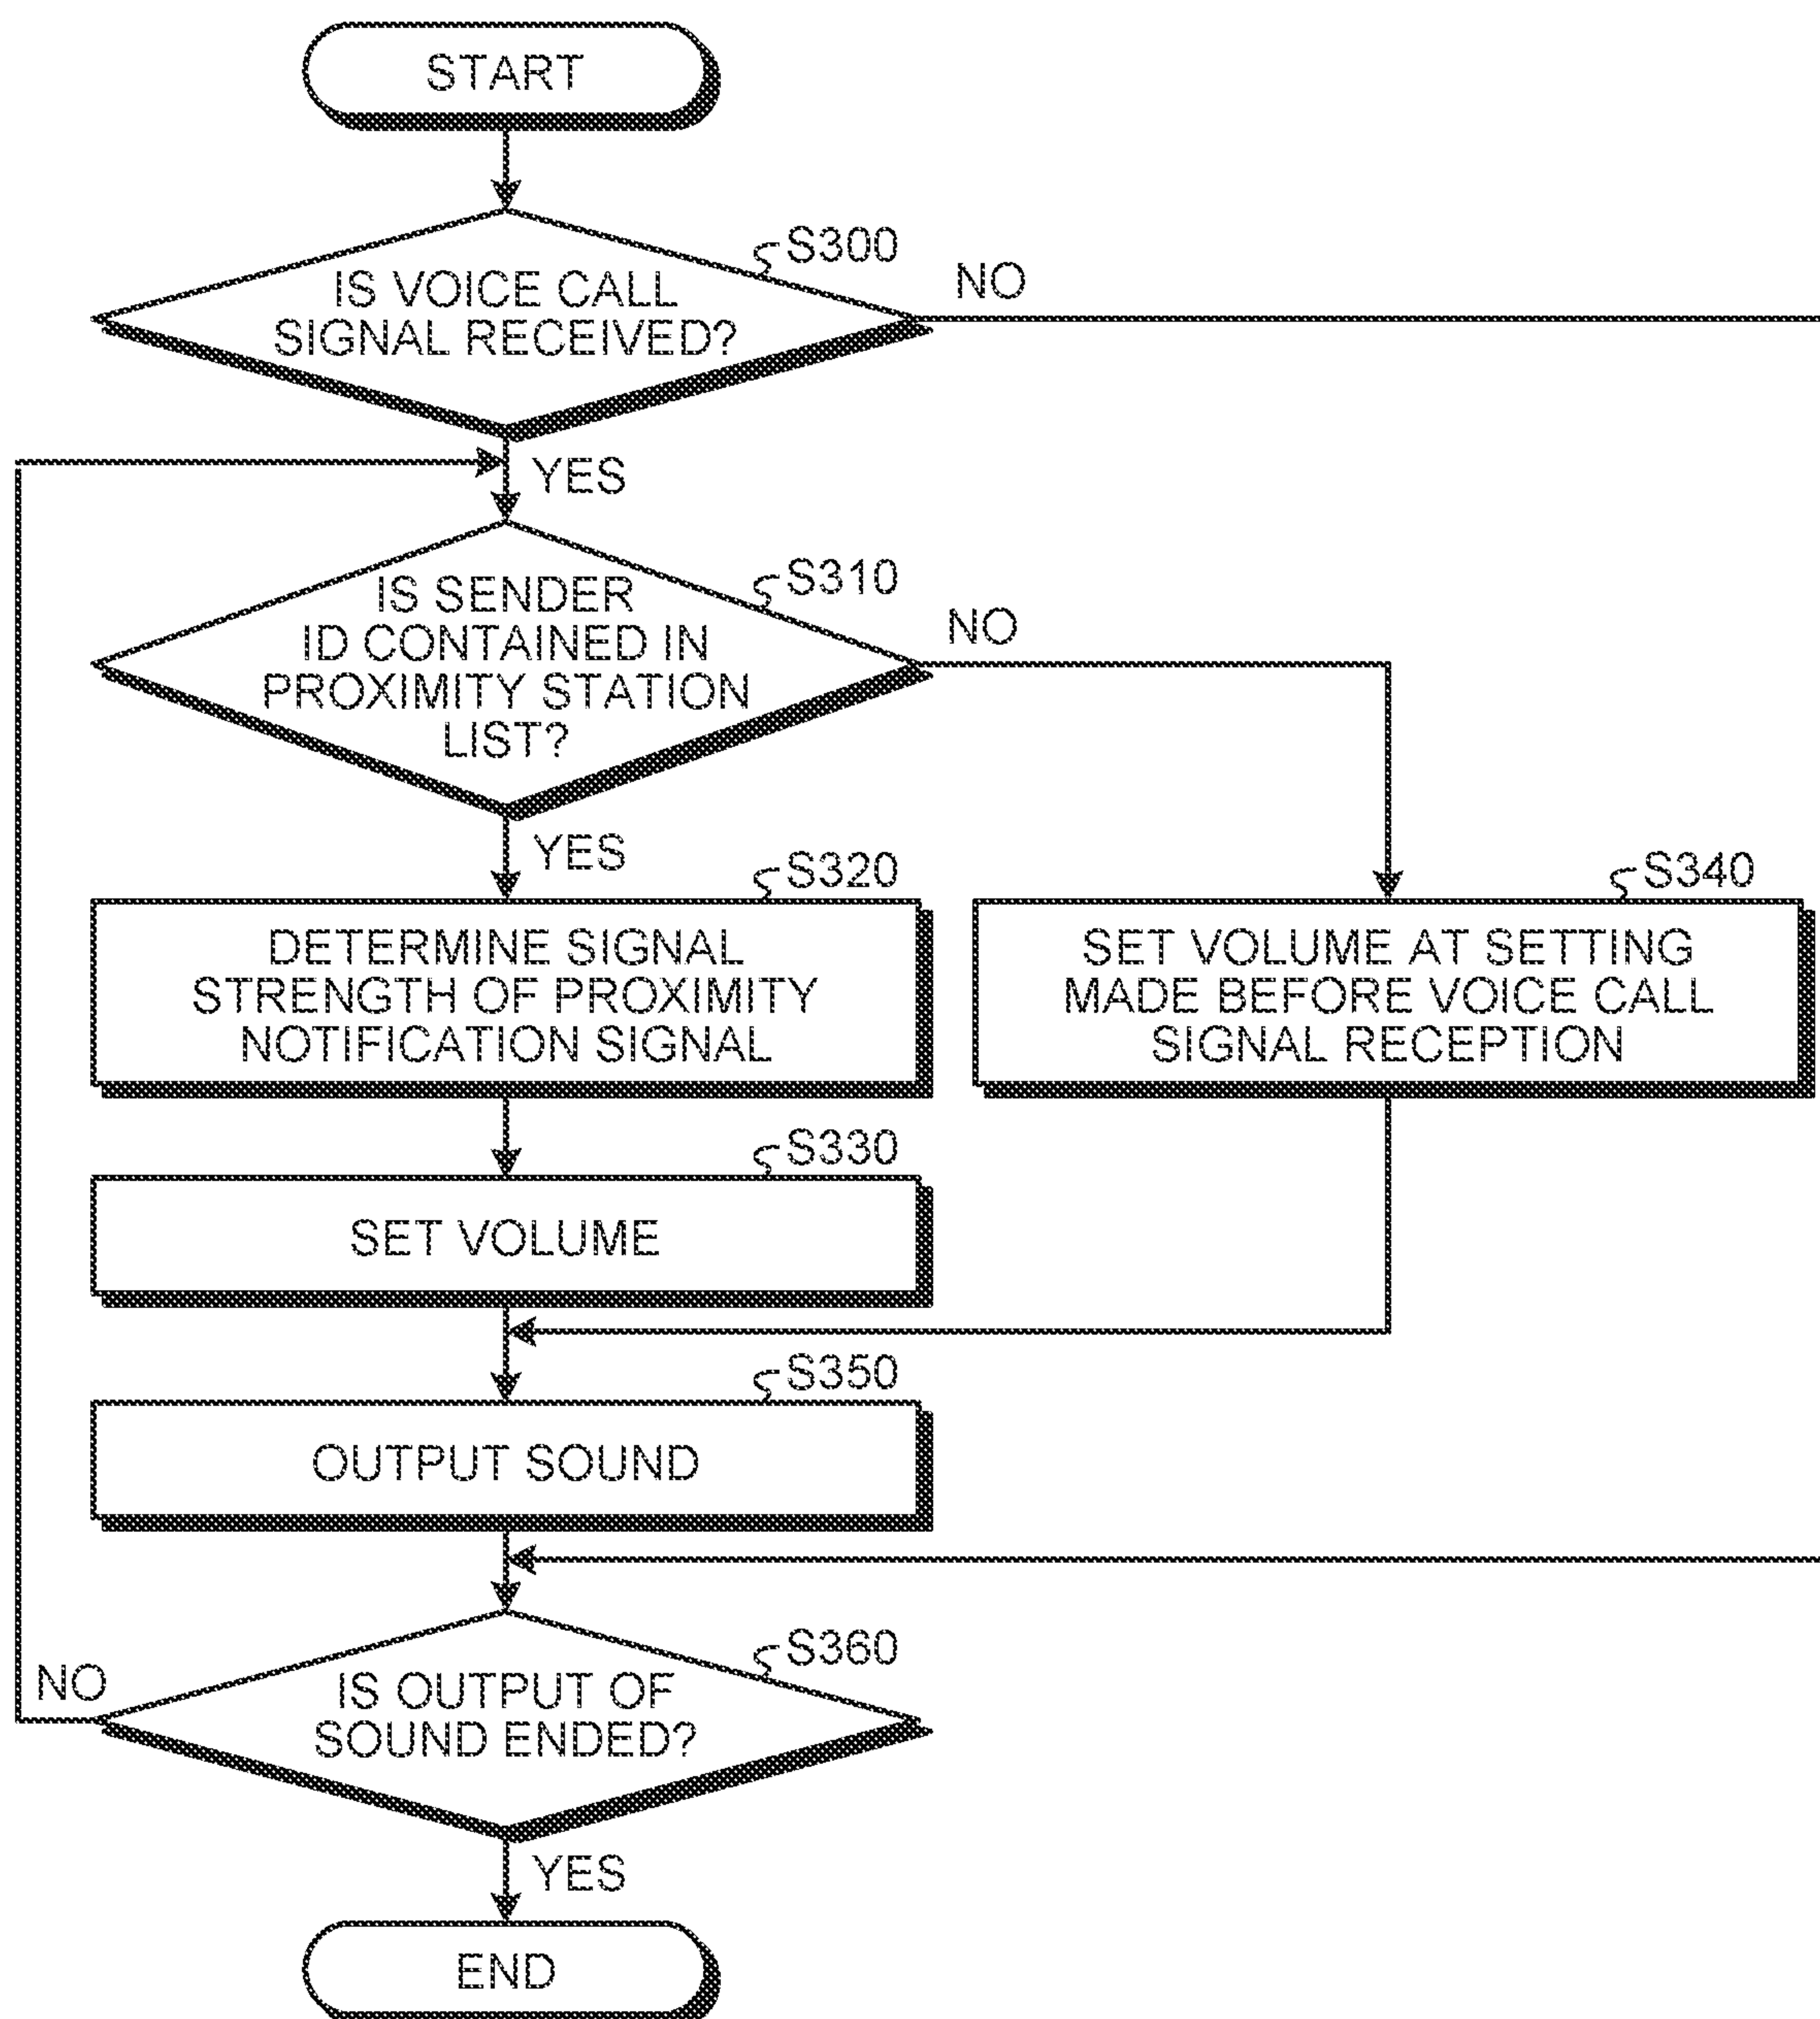 START
S300
IS VOICE CALL
SIGNAL RECEIVED?
NO
YES
S310
IS SENDER
ID CONTAINED IN
PROXIMITY STATION
LIST?
NO
YES
S320
DETERMINE SIGNAL
STRENGTH OF PROXIMITY
NOTIFICATION SIGNAL
S340
SET VOLUME AT SETTING
MADE BEFORE VOICE CALL
SIGNAL RECEPTION
S330
SET VOLUME
S350
OUTPUT SOUND
S360
IS OUTPUT OF
SOUND ENDED?
NO
YES
END